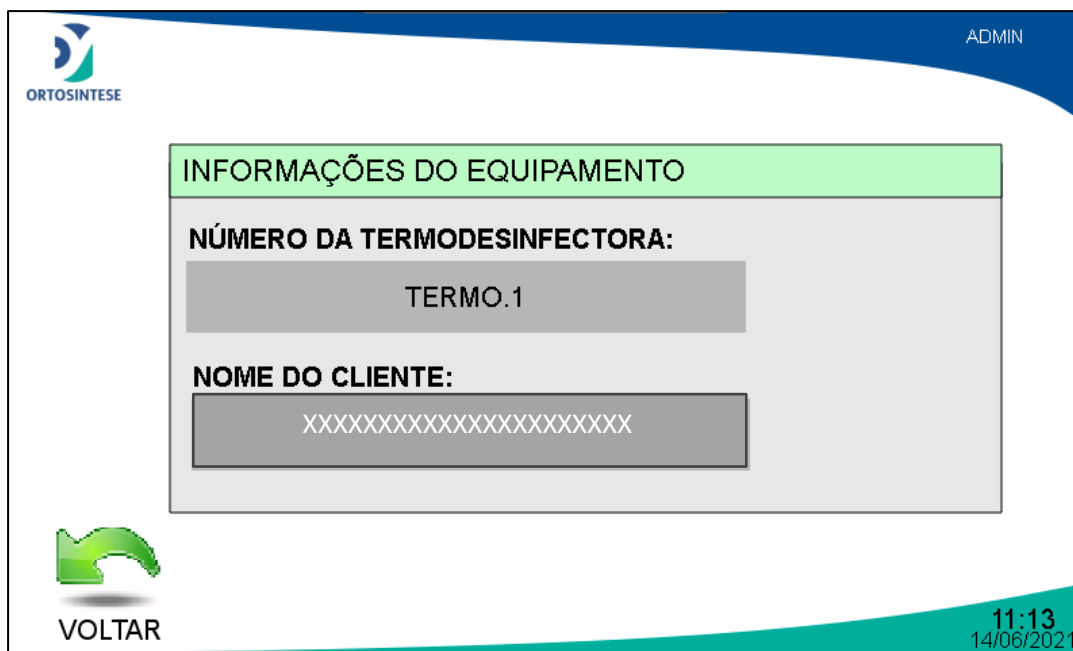 ADMIN
ORTOSINTESE
INFORMAÇÕES DO EQUIPAMENTO
NÚMERO DA TERMODESINFECTORA:
TERMO.1
NOME DO CLIENTE:
XXXXXXXXXXXXXXXXXXXXXX
VOLTAR
11:13
14/06/2021